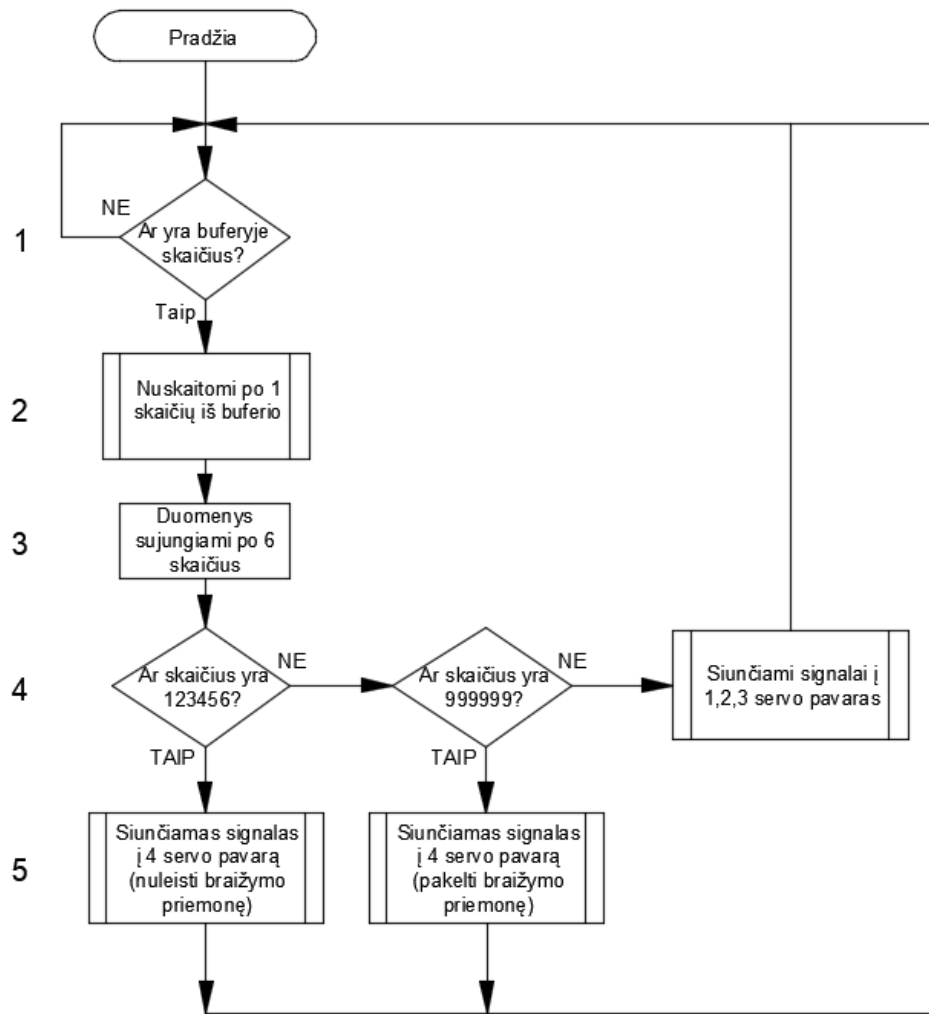 Pradžia
NE
1
Ar yra buferyje
skaičius?
Taip
2
Nuskaitomi po 1
skaičių iš buferio
3
Duomenys
sujungiami po 6
skaičius
4
Ar skaičius yra
123456?
NE
Ar skaičius yra
999999?
NE
Siunčiami signalai į
1,2,3 servo pavaras
TAIP
TAIP
5
Siunčiamas signalas
į 4 servo pavarą
(nuleisti braižymo
priemonę)
Siunčiamas signalas
į 4 servo pavarą
(pakelti braižymo
priemonę)